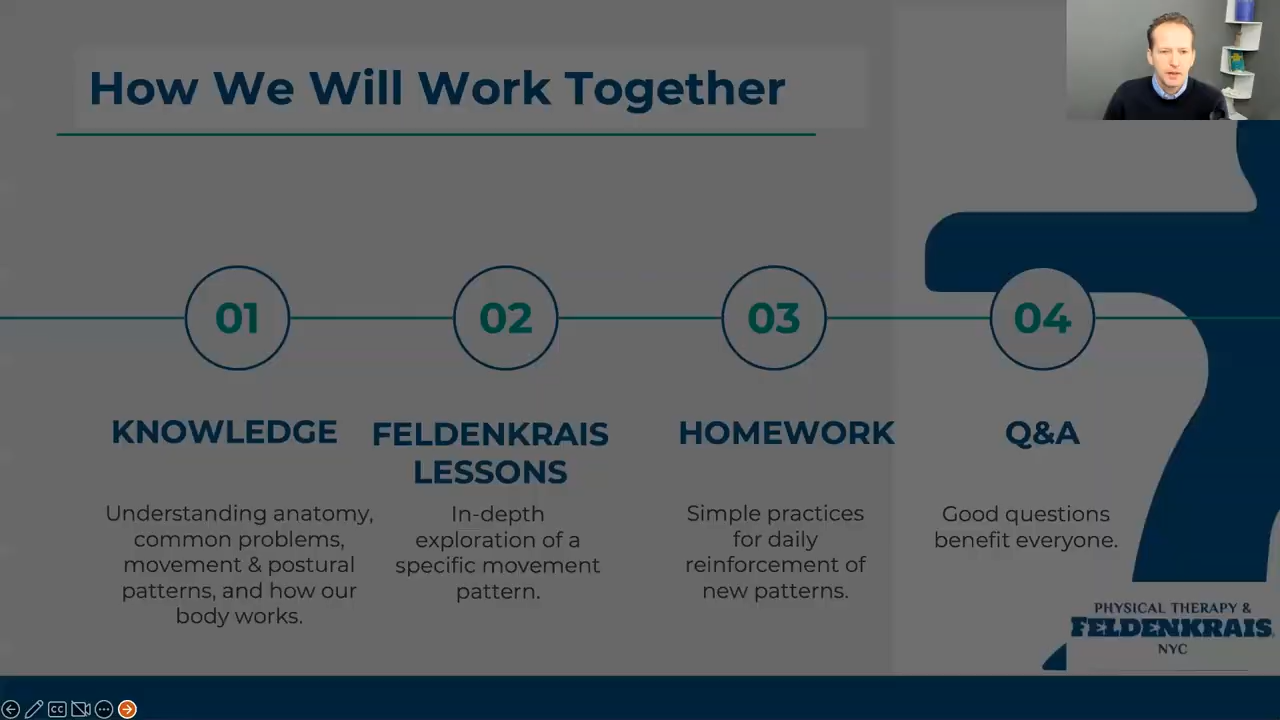 How We Will Work Together
01
02
03
04
KNOWLEDGE
Understanding anatomy,
common problems,
movement & postural
patterns, and how our
body works.
FELDENKRAIS
LESSONS
In-depth
exploration of a
specific movement
pattern.
HOMEWORK
Simple practices
for daily
reinforcement of
new patterns.
Q&A
Good questions
benefit everyone.
PHYSICAL THERAPY &
FELDENKRAIS
NYC
CC